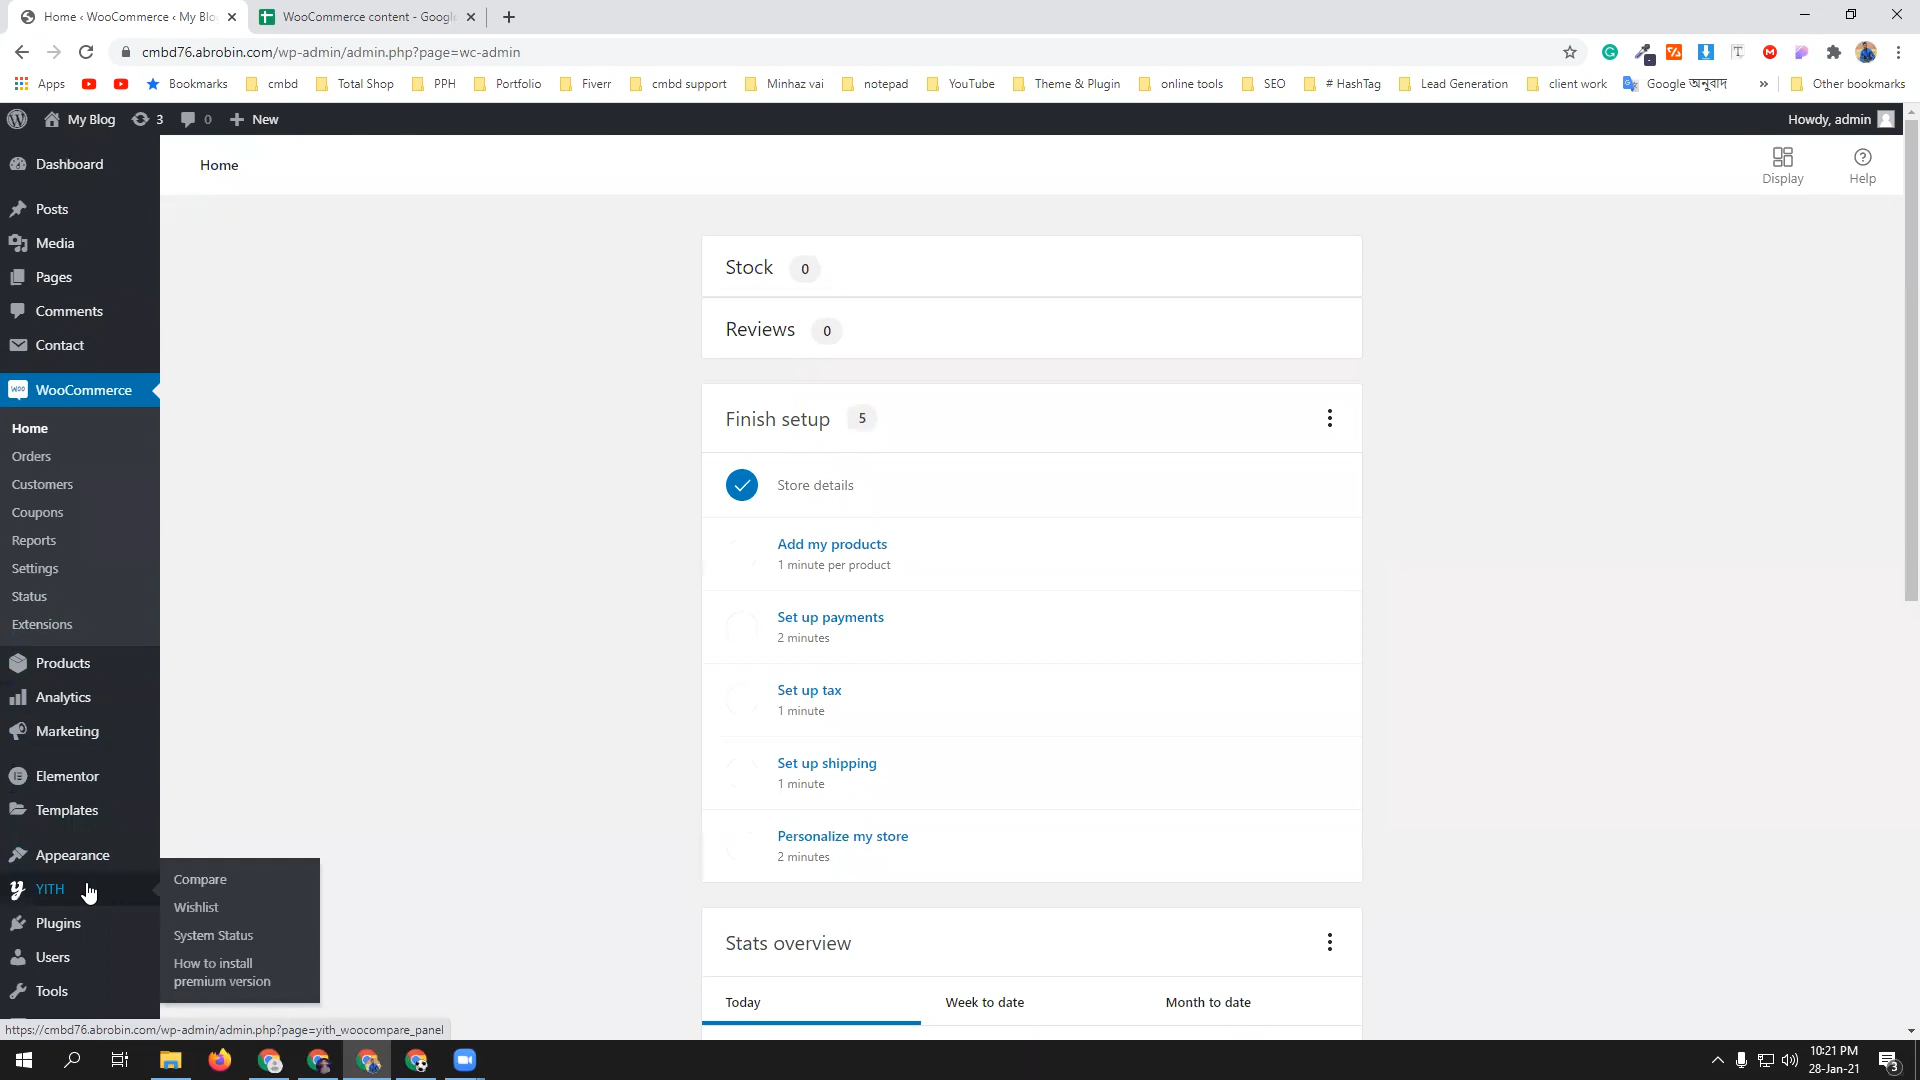 Home ‹ WooCommerce ‹ My Blo
WooCommerce content - Google
cmbd76.abrobin.com/wp-admin/admin.php?page=wc-admin
Apps
Bookmarks
cmbd
Total Shop
PPH
Portfolio
Fiverr
cmbd support
Minhaz vai
notepad
YouTube
Theme & Plugin
online tools
SEO
# HashTag
Lead Generation
client work
Google অনুবাদ
»
Other bookmarks
My Blog
3
0
New
Howdy, admin
Dashboard
Posts
Media
Pages
Comments
Contact
WooCommerce
Home
Orders
Customers
Coupons
Reports
Settings
Status
Extensions
Products
Analytics
Marketing
Elementor
Templates
Appearance
YITH
Plugins
Users
Tools
Compare
Wishlist
System Status
How to install
premium version
Home
Display
Help
Stock 0
Reviews 0
Finish setup 5
Store details
Add my products
1 minute per product
Set up payments
2 minutes
Set up tax
1 minute
Set up shipping
1 minute
Personalize my store
2 minutes
Stats overview
Today
Week to date
Month to date
https://cmbd76.abrobin.com/wp-admin/admin.php?page=yith_woocompare_panel
10:21 PM
28-Jan-21
3